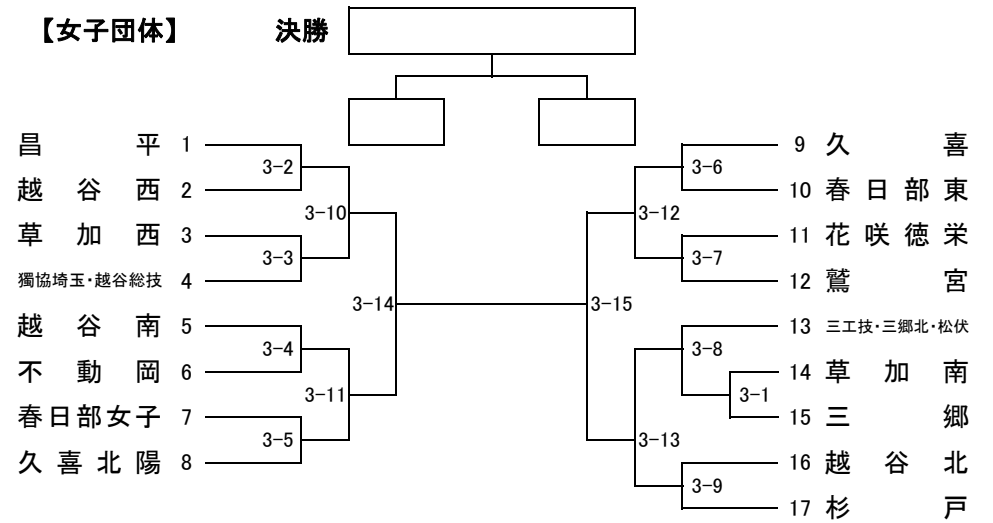 【女子団体】 決勝
昌平 1
3-2
越谷西 2
3-10
草加西 3
3-3
獨協埼玉・越谷総技 4
3-14
越谷南 5
3-4
不動岡 6
3-11
春日部女子 7
3-5
久喜北陽 8
9 久喜
3-6
10 春日部東
3-12
11 花咲徳栄
3-7
12 鷲宮
3-15
13 三工技・三郷北・松伏
3-8
14 草加南
3-1
15 三郷
3-13
16 越谷北
3-9
17 杉戸